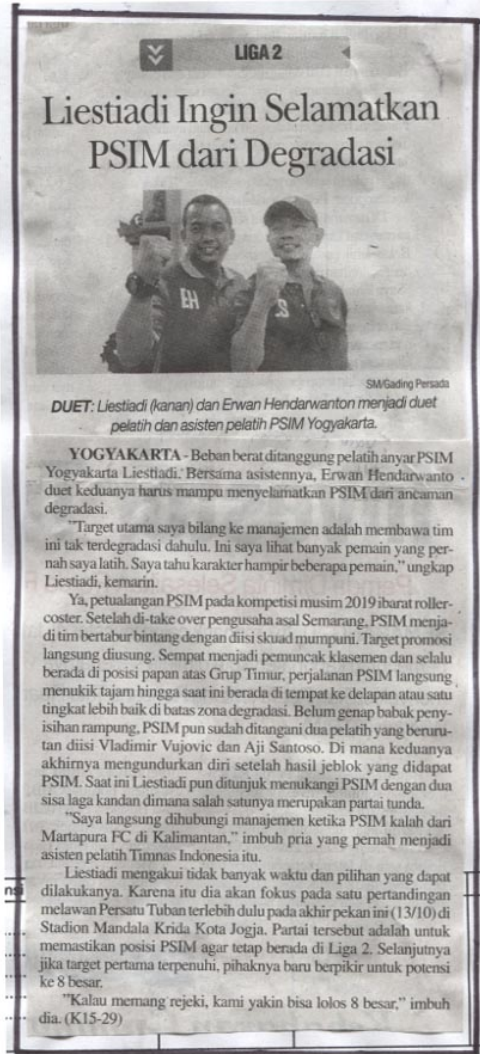 LIGA 2
Liestiadi Ingin Selamatkan
PSIM dari Degradasi
EH
S
SM/Gading Persada
DUET: Liestiadi (kanan) dan Erwan Hendarwanton menjadi duet
pelatih dan asisten pelatih PSIM Yogyakarta.
YOGYAKARTA - Beban berat ditanggung pelatih anyar PSIM
Yogyakarta Liestiadi. Bersama asistennya, Erwan Hendarwanto
duet keduanya harus mampu menyelamatkan PSIM dari ancaman
degradasi.
"Target utama saya bilang ke manajemen adalah membawa tim
ini tak terdegradasi dahulu. Ini saya lihat banyak pemain yang per-
nah saya latih. Saya tahu karakter hampir beberapa pemain," ungkap
Liestiadi, kemarin.
Ya, petualangan PSIM pada kompetisi musim 2019 ibarat roller-
coster. Setelah di-take over pengusaha asal Semarang, PSIM menja-
di tim bertabur bintang dengan diisi skuad mumpuni. Target promosi
langsung diusung. Sempat menjadi pemuncak klasemen dan selalu
berada di posisi papan atas Grup Timur, perjalanan PSIM langsung
menukik tajam hingga saat ini berada di tempat ke delapan atau satu
tingkat lebih baik di batas zona degradasi. Belum genap babak peny-
isihan rampung, PSIM pun sudah ditangani dua pelatih yang beruru-
tan diisi Vladimir Vujovic dan Aji Santoso. Di mana keduanya
akhirnya mengundurkan diri setelah hasil jeblok yang didapat
PSIM. Saat ini Liestiadi pun ditunjuk menukangi PSIM dengan dua
sisa laga kandan dimana salah satunya merupakan partai tunda.
"Saya langsung dihubungi manajemen ketika PSIM kalah dari
Martapura FC di Kalimantan," imbuh pria yang pernah menjadi
asisten pelatih Timnas Indonesia itu.
Liestiadi mengakui tidak banyak waktu dan pilihan yang dapat
dilakukanya. Karena itu dia akan fokus pada satu pertandingan
melawan Persatu Tuban terlebih dulu pada akhir pekan ini (13/10) di
Stadion Mandala Krida Kota Jogja. Partai tersebut adalah untuk
memastikan posisi PSIM agar tetap berada di Liga 2. Selanjutnya
jika target pertama terpenuhi, pihaknya baru berpikir untuk potensi
ke 8 besar.
"Kalau memang rejeki, kami yakin bisa lolos 8 besar," imbuh
dia. (K15-29)